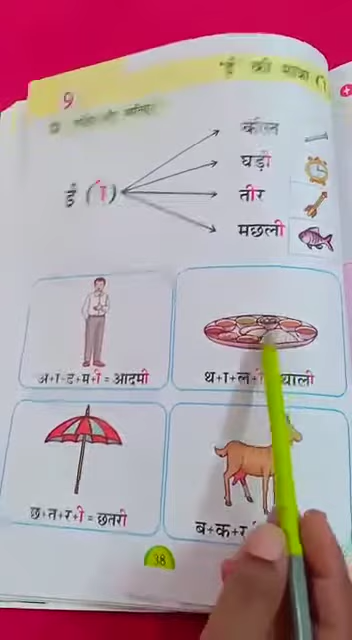 'ई' की मात्रा (ी
9
कील
घड़ी
ई (ी)
तीर
मछली
अ+ा+द+म+ी = आदमी
थ+ा+ल+ी थाली
छ+त+र+ी = छतरी
ब+क+र
38